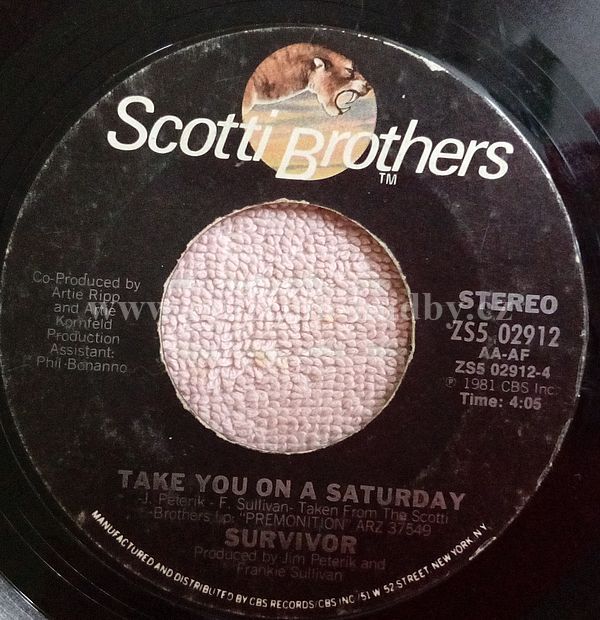 Scotti Brothers
TM
Co-Produced by
Artie Ripp
and Artie
Kornfeld
Production
Assistant:
Phil Bonanno
STEREO
ZS5 02912
AA-AF
ZS5 02912-4
℗ 1981 CBS Inc.
Time: 4:05
TAKE YOU ON A SATURDAY
-J. Peterik - F. Sullivan- Taken From The Scotti
-Brothers Lp: "PREMONITION" ARZ 37549
SURVIVOR
Produced by Jim Peterik and
Frankie Sullivan
MANUFACTURED AND DISTRIBUTED BY CBS RECORDS/CBS INC./51 W 52 STREET, NEW YORK, N.Y.